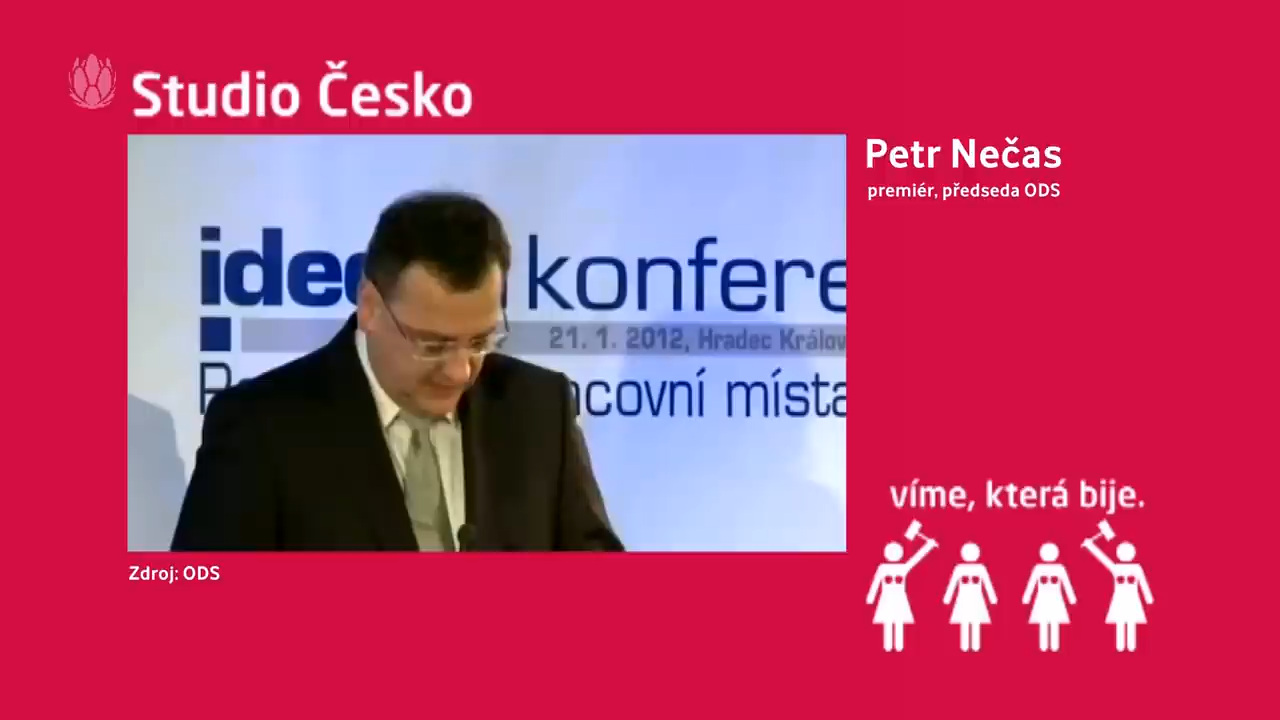 Studio Česko
Petr Nečas
premiér, předseda ODS
konfere
21. 1. 2012, Hradec Králov
covní místa
víme, která bije.
Zdroj: ODS